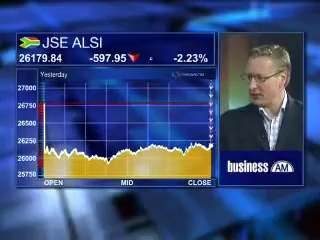 JSE ALSI
26179.84 -597.95 -2.23%
Yesterday
27000
26750
26500
26250
26000
25750
OPEN MID CLOSE
business AM